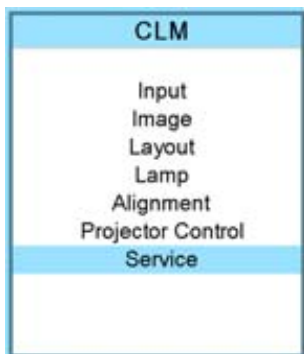 CLM
Input
Image
Layout
Lamp
Alignment
Projector Control
Service